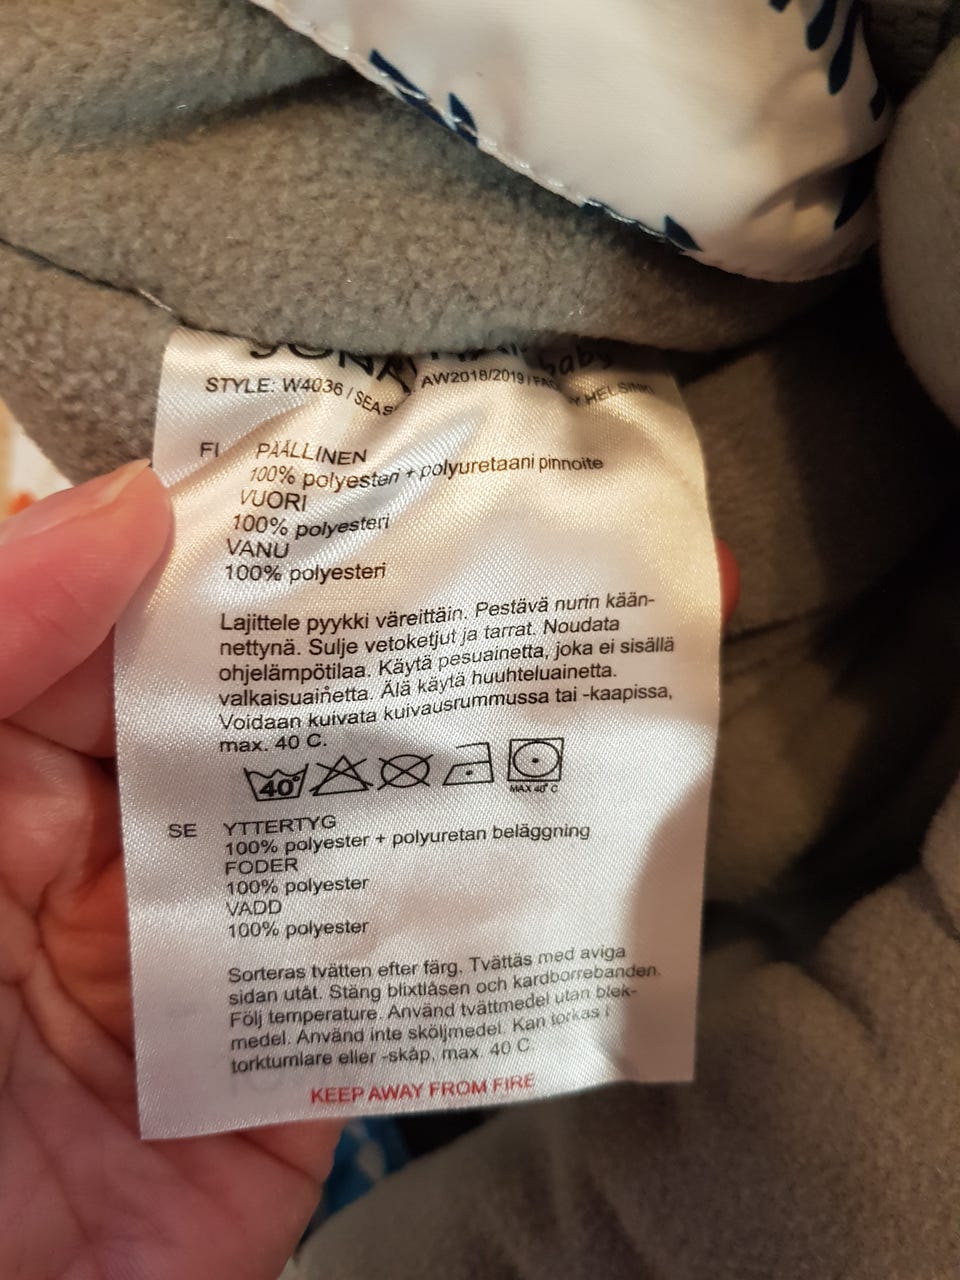 baby
STYLE: W4036 / SEAS AW2018/2019 / HELSINKI
FI PÄÄLLINEN
100% polyesteri + polyuretaani pinnoite
VUORI
100% polyesteri
VANU
100% polyesteri
Lajittele pyykki väreittäin. Pestävä nurin kään-
nettynä. Sulje vetoketjut ja tarrat. Noudata
ohjelämpötilaa. Käytä pesuainetta, joka ei sisällä
valkaisuainetta. Älä käytä huuhteluainetta.
Voidaan kuivata kuivausrummussa tai -kaapissa,
max. 40 C.
40°
MAX 40° C
SE YTTERTYG
100% polyester + polyuretan beläggning
FODER
100% polyester
VADD
100% polyester
Sorteras tvätten efter färg. Tvättäs med aviga
sidan utåt. Stäng blixtlåsen och kardborrebanden.
Följ temperature. Använd tvättmedel utan blek-
medel. Använd inte sköljmedel. Kan torkas i
torktumlare eller -skåp, max. 40 C.
KEEP AWAY FROM FIRE